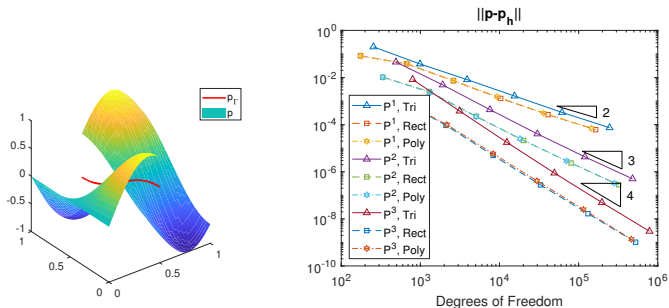 p_Γ
p
1
0.5
0
-0.5
-1
1
0.5
0
0
0.5
1
||p-p_h||
10^0
10^-2
10^-4
10^-6
10^-8
10^-10
P^1, Tri
P^1, Rect
P^1, Poly
P^2, Tri
P^2, Rect
P^2, Poly
P^3, Tri
P^3, Rect
P^3, Poly
2
3
4
10^2
10^3
10^4
10^5
10^6
Degrees of Freedom